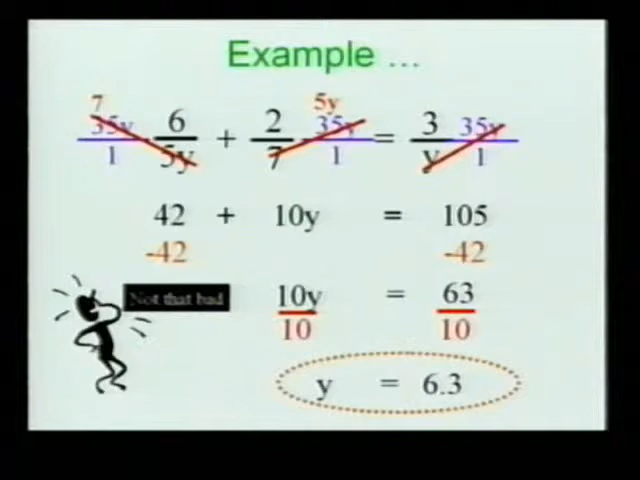 Example ...
7 5y
35y/1 6/5y + 2/7 35y/1 = 3/y 35y/1
42 + 10y = 105
-42 -42
Not that bad
10y = 63
10 10
y = 6.3